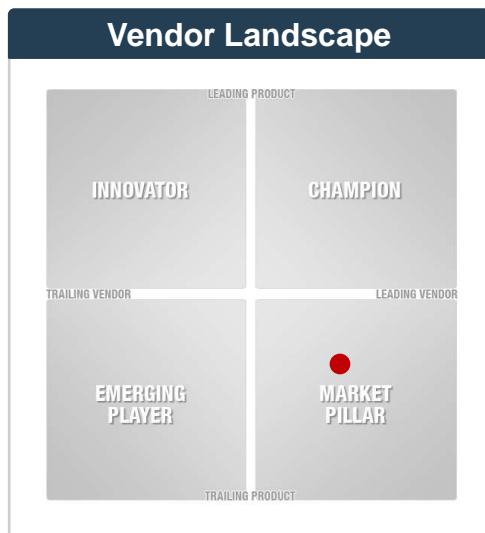 Vendor Landscape
LEADING PRODUCT
INNOVATOR
CHAMPION
TRAILING VENDOR
LEADING VENDOR
EMERGING
PLAYER
MARKET
PILLAR
TRAILING PRODUCT